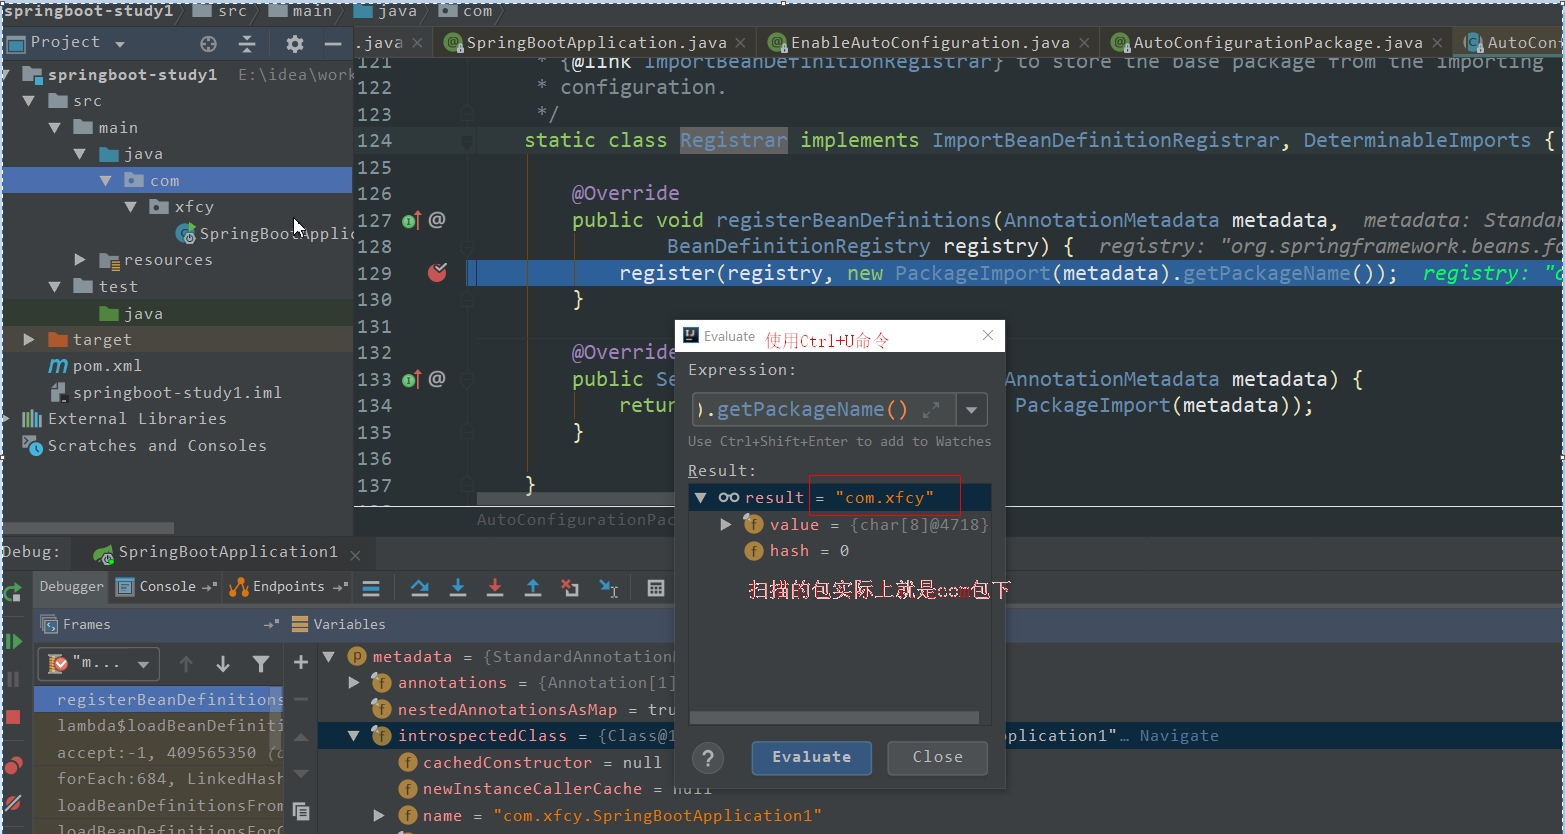 springboot-study1 src main java com
Project
.java SpringBootApplication.java EnableAutoConfiguration.java AutoConfigurationPackage.java AutoCon
springboot-study1 E:\idea\work
src
main
java
com
xfcy
SpringBootApplic
resources
test
java
target
pom.xml
springboot-study1.iml
External Libraries
Scratches and Consoles
121 * {@link ImportBeanDefinitionRegistrar} to store the base package from the importing
122 * configuration.
123 */
124 static class Registrar implements ImportBeanDefinitionRegistrar, DeterminableImports {
125
126 @Override
127 public void registerBeanDefinitions(AnnotationMetadata metadata, metadata: Standar
128 BeanDefinitionRegistry registry) { registry: "org.springframework.beans.fa
129 register(registry, new PackageImport(metadata).getPackageName()); registry: "o
130 }
131
132 @Override
133 public Se AnnotationMetadata metadata) {
134 retur PackageImport(metadata));
135 }
136
137 }
AutoConfigurationPac
Evaluate 使用Ctrl+U命令
Expression:
).getPackageName()
Use Ctrl+Shift+Enter to add to Watches
Result:
result = "com.xfcy"
value = {char[8]@4718}
hash = 0
扫描的包实际上就是com包下
? Evaluate Close
Debug: SpringBootApplication1
Debugger Console Endpoints
Frames Variables
"m...
registerBeanDefinitions
lambda$loadBeanDefiniti
accept:-1, 409565350
forEach:684, LinkedHash
loadBeanDefinitionsFrom
loadBeanDefinitionsForC
metadata = {StandardAnnotationM
annotations = {Annotation[1]
nestedAnnotationsAsMap = tru
introspectedClass = {Class@1 pplication1"… Navigate
cachedConstructor = null
newInstanceCallerCache = null
name = "com.xfcy.SpringBootApplication1"